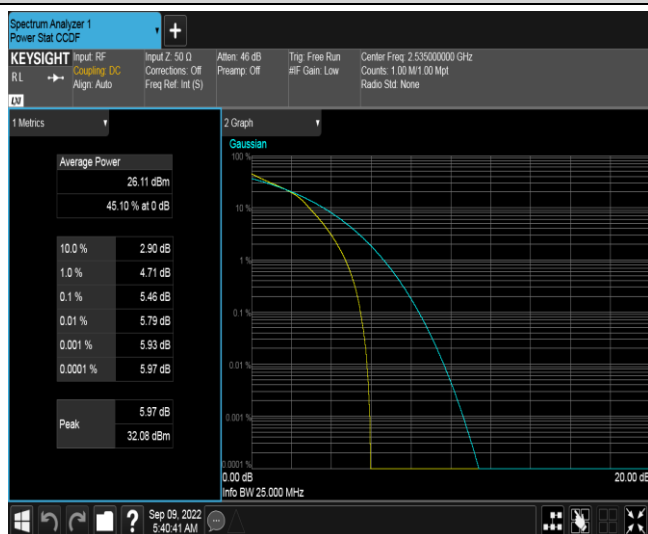 Spectrum Analyzer 1
Power Stat CCDF
+
KEYSIGHT
RL
LXI
Input: RF
Coupling: DC
Align: Auto
Input Z: 50 Ω
Corrections: Off
Freq Ref: Int (S)
Atten: 46 dB
Preamp: Off
Trig: Free Run
#IF Gain: Low
Center Freq: 2.535000000 GHz
Counts: 1.00 M/1.00 Mpt
Radio Std: None
1 Metrics
Average Power
26.11 dBm
45.10 % at 0 dB
10.0 % 2.90 dB
1.0 % 4.71 dB
0.1 % 5.46 dB
0.01 % 5.79 dB
0.001 % 5.93 dB
0.0001 % 5.97 dB
Peak
5.97 dB
32.08 dBm
2 Graph
Gaussian
100 %
10 %
1 %
0.1 %
0.01 %
0.001 %
0.0001 %
0.00 dB 20.00 dB
Info BW 25.000 MHz
?
Sep 09, 2022
5:40:41 AM